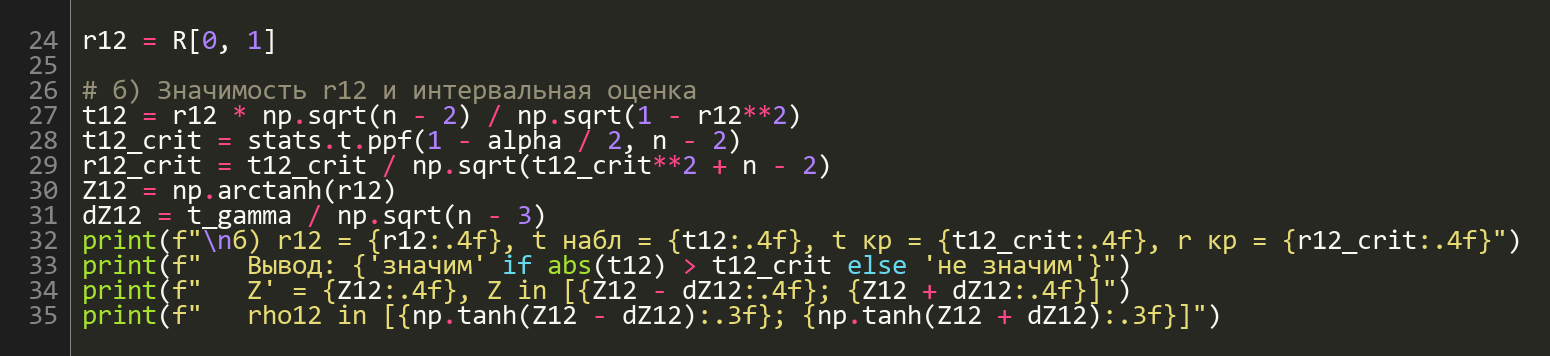 24 r12 = R[0, 1]
25
26 # б) Значимость r12 и интервальная оценка
27 t12 = r12 * np.sqrt(n - 2) / np.sqrt(1 - r12**2)
28 t12_crit = stats.t.ppf(1 - alpha / 2, n - 2)
29 r12_crit = t12_crit / np.sqrt(t12_crit**2 + n - 2)
30 Z12 = np.arctanh(r12)
31 dZ12 = t_gamma / np.sqrt(n - 3)
32 print(f"\nб) r12 = {r12:.4f}, t набл = {t12:.4f}, t кр = {t12_crit:.4f}, r кр = {r12_crit:.4f}")
33 print(f"   Вывод: {'значим' if abs(t12) > t12_crit else 'не значим'}")
34 print(f"   Z' = {Z12:.4f}, Z in [{Z12 - dZ12:.4f}; {Z12 + dZ12:.4f}]")
35 print(f"   rho12 in [{np.tanh(Z12 - dZ12):.3f}; {np.tanh(Z12 + dZ12):.3f}]")